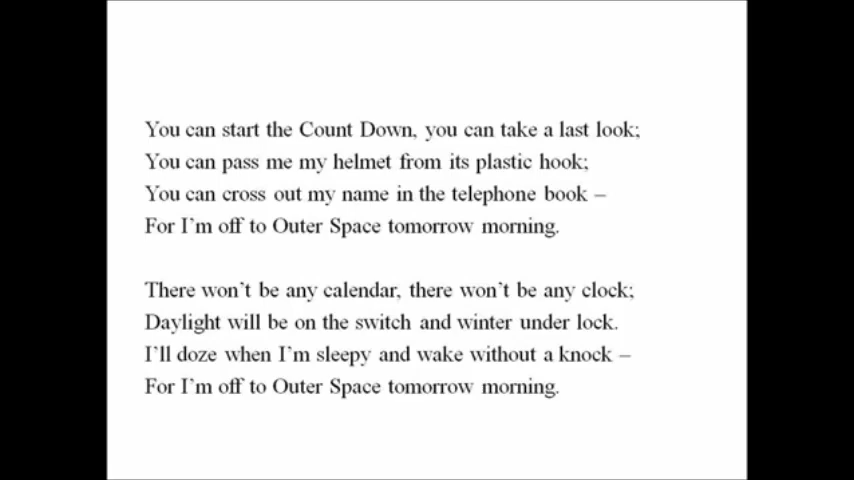 You can start the Count Down, you can take a last look;
You can pass me my helmet from its plastic hook;
You can cross out my name in the telephone book –
For I'm off to Outer Space tomorrow morning.
There won't be any calendar, there won't be any clock;
Daylight will be on the switch and winter under lock.
I'll doze when I'm sleepy and wake without a knock –
For I'm off to Outer Space tomorrow morning.